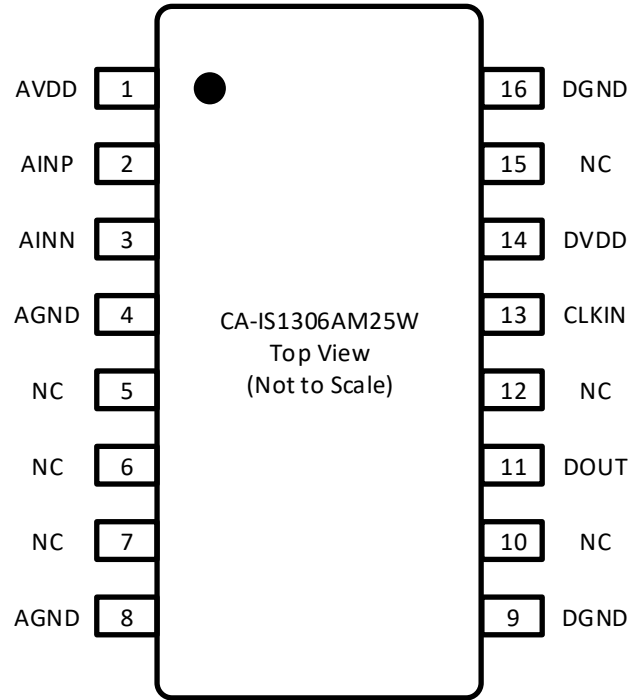 AVDD 1 16 DGND
AINP 2 15 NC
AINN 3 14 DVDD
AGND 4 13 CLKIN
CA-IS1306AM25W
Top View
(Not to Scale)
NC 5 12 NC
NC 6 11 DOUT
NC 7 10 NC
AGND 8 9 DGND